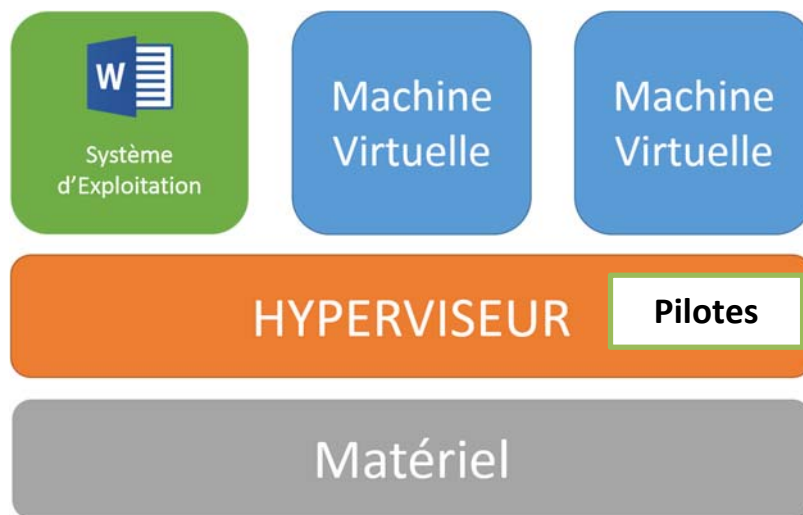 W
Système
d'Exploitation
Machine
Virtuelle
Machine
Virtuelle
HYPERVISEUR
Pilotes
Matériel